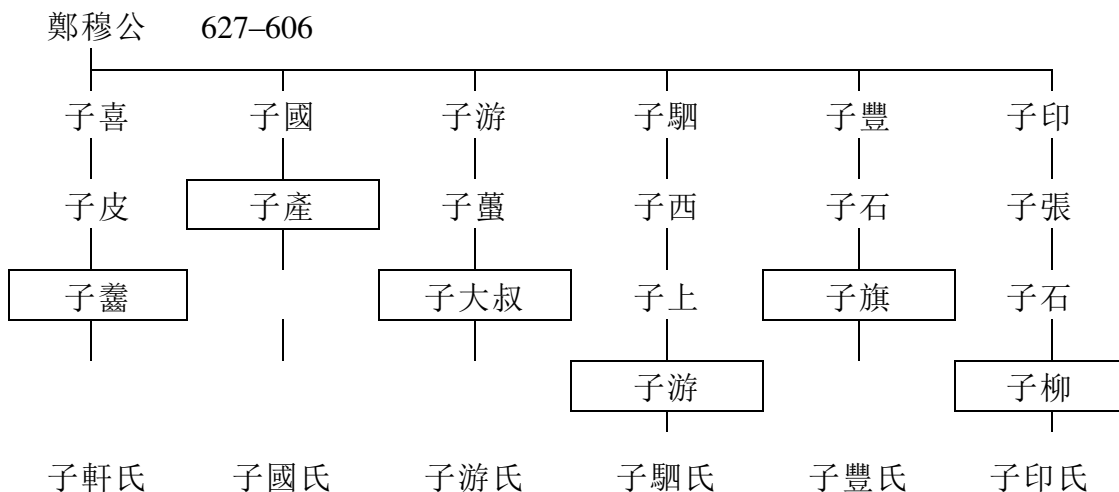 鄭穆公 627–606
子喜 子國 子游 子駟 子豐 子印
子皮 子產 子蠆 子西 子石 子張
子齹 子大叔 子上 子旗 子石
子游 子柳
子軒氏 子國氏 子游氏 子駟氏 子豐氏 子印氏